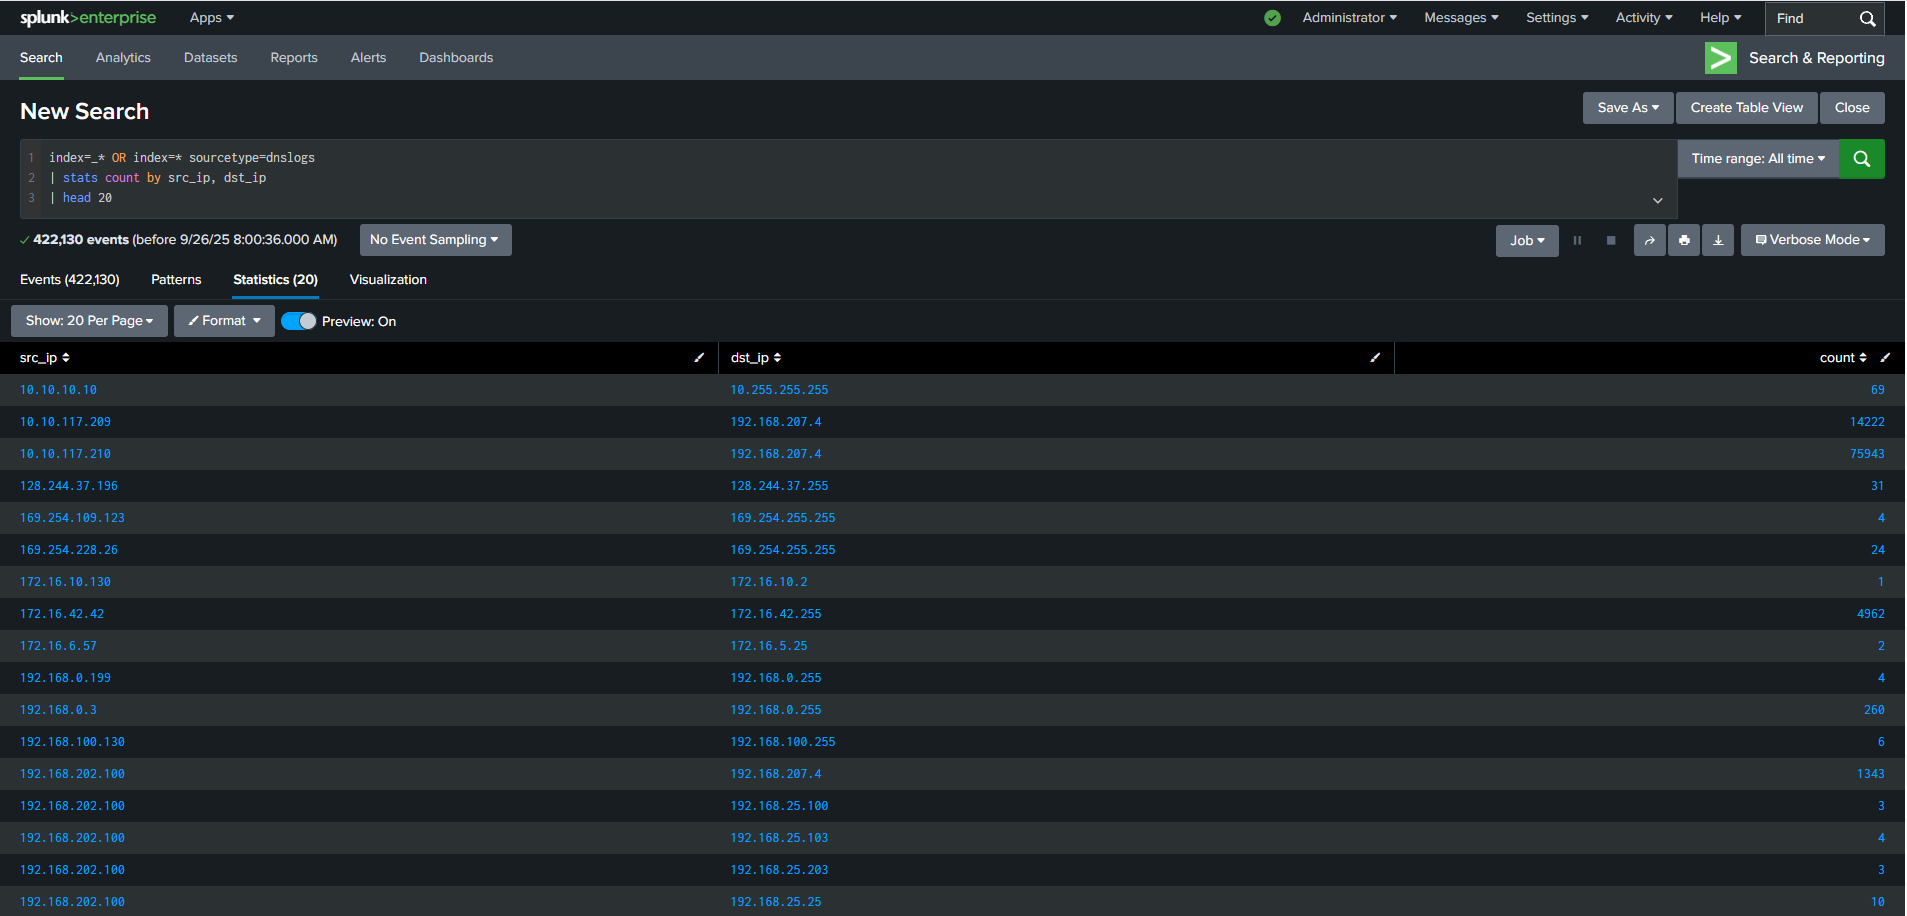 splunk>enterprise Apps Administrator Messages Settings Activity Help Find
Search Analytics Datasets Reports Alerts Dashboards > Search & Reporting
New Search Save As Create Table View Close
1 index=_* OR index=* sourcetype=dnslogs Time range: All time
2 | stats count by src_ip, dst_ip
3 | head 20
422,130 events (before 9/26/25 8:00:36.000 AM) No Event Sampling Job Verbose Mode
Events (422,130) Patterns Statistics (20) Visualization
Show: 20 Per Page Format Preview: On
src_ip dst_ip count
10.10.10.10 10.255.255.255 69
10.10.117.209 192.168.207.4 14222
10.10.117.210 192.168.207.4 75943
128.244.37.196 128.244.37.255 31
169.254.109.123 169.254.255.255 4
169.254.228.26 169.254.255.255 24
172.16.10.130 172.16.10.2 1
172.16.42.42 172.16.42.255 4962
172.16.6.57 172.16.5.25 2
192.168.0.199 192.168.0.255 4
192.168.0.3 192.168.0.255 260
192.168.100.130 192.168.100.255 6
192.168.202.100 192.168.207.4 1343
192.168.202.100 192.168.25.100 3
192.168.202.100 192.168.25.103 4
192.168.202.100 192.168.25.203 3
192.168.202.100 192.168.25.25 10